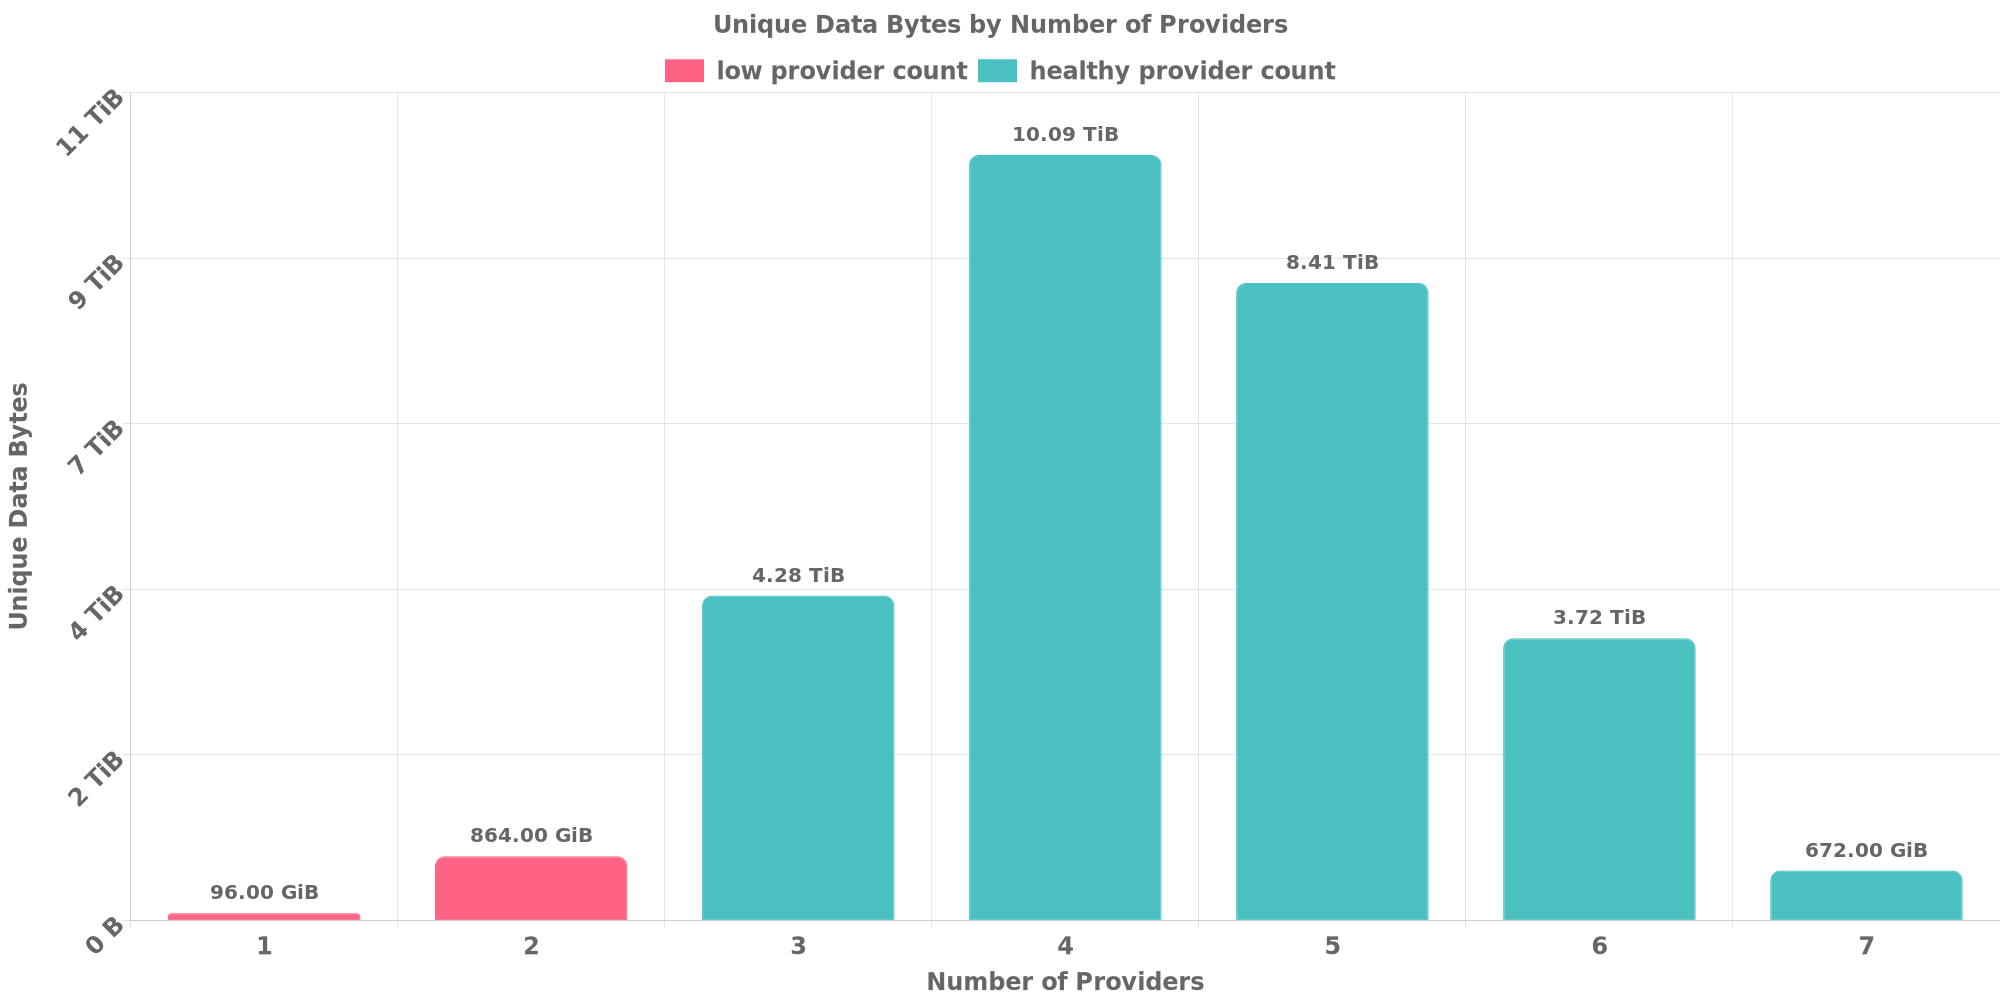 Unique Data Bytes by Number of Providers
low provider count healthy provider count
11 TiB
9 TiB
7 TiB
4 TiB
2 TiB
0 B
Unique Data Bytes
96.00 GiB
864.00 GiB
4.28 TiB
10.09 TiB
8.41 TiB
3.72 TiB
672.00 GiB
1 2 3 4 5 6 7
Number of Providers